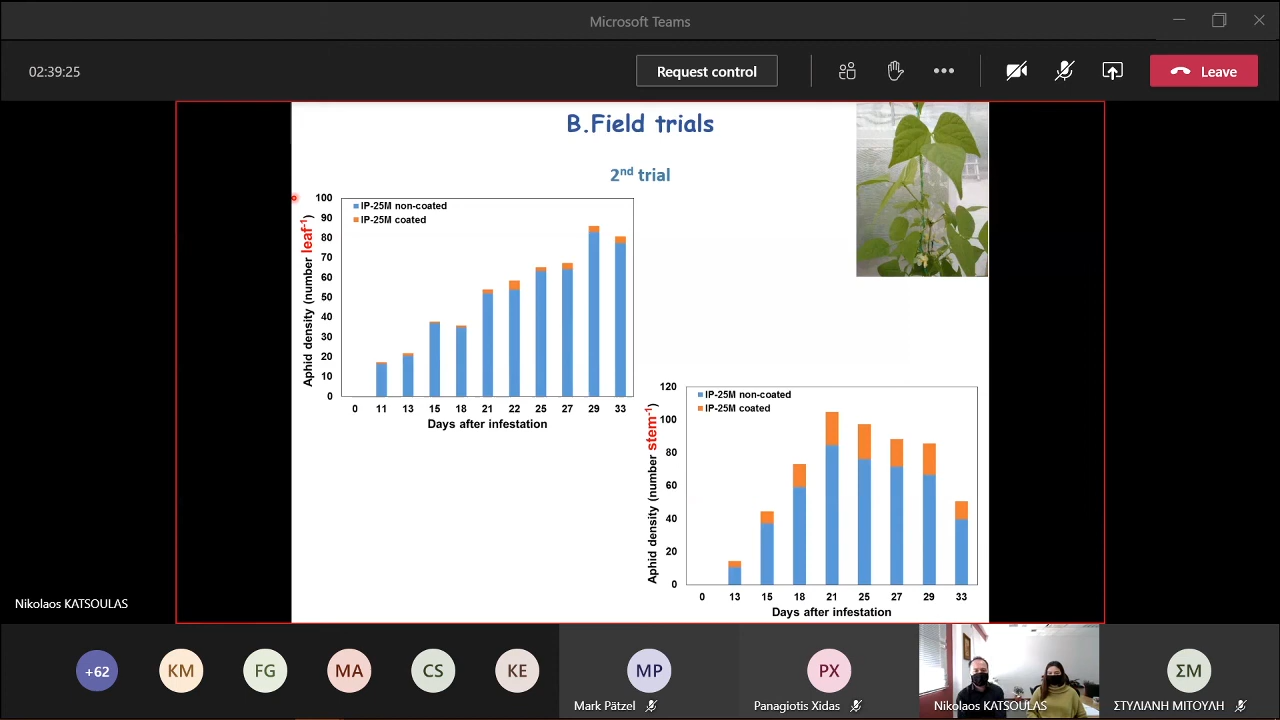 Microsoft Teams
02:39:25
Request control
Leave
B.Field trials
2nd trial
100
90
80
70
60
50
40
30
20
10
0
Aphid density (number leaf-1)
IP-25M non-coated
IP-25M coated
0 11 13 15 18 21 22 25 27 29 33
Days after infestation
120
100
80
60
40
20
0
Aphid density (number stem-1)
IP-25M non-coated
IP-25M coated
0 13 15 18 21 25 27 29 33
Days after infestation
Nikolaos KATSOULAS
+62
KM
FG
MA
CS
KE
MP
Mark Pätzel
PX
Panagiotis Xidas
Nikolaos KATSOULAS
ΣΜ
ΣΤΥΛΙΑΝΗ ΜΙΤΟΥΛΗ